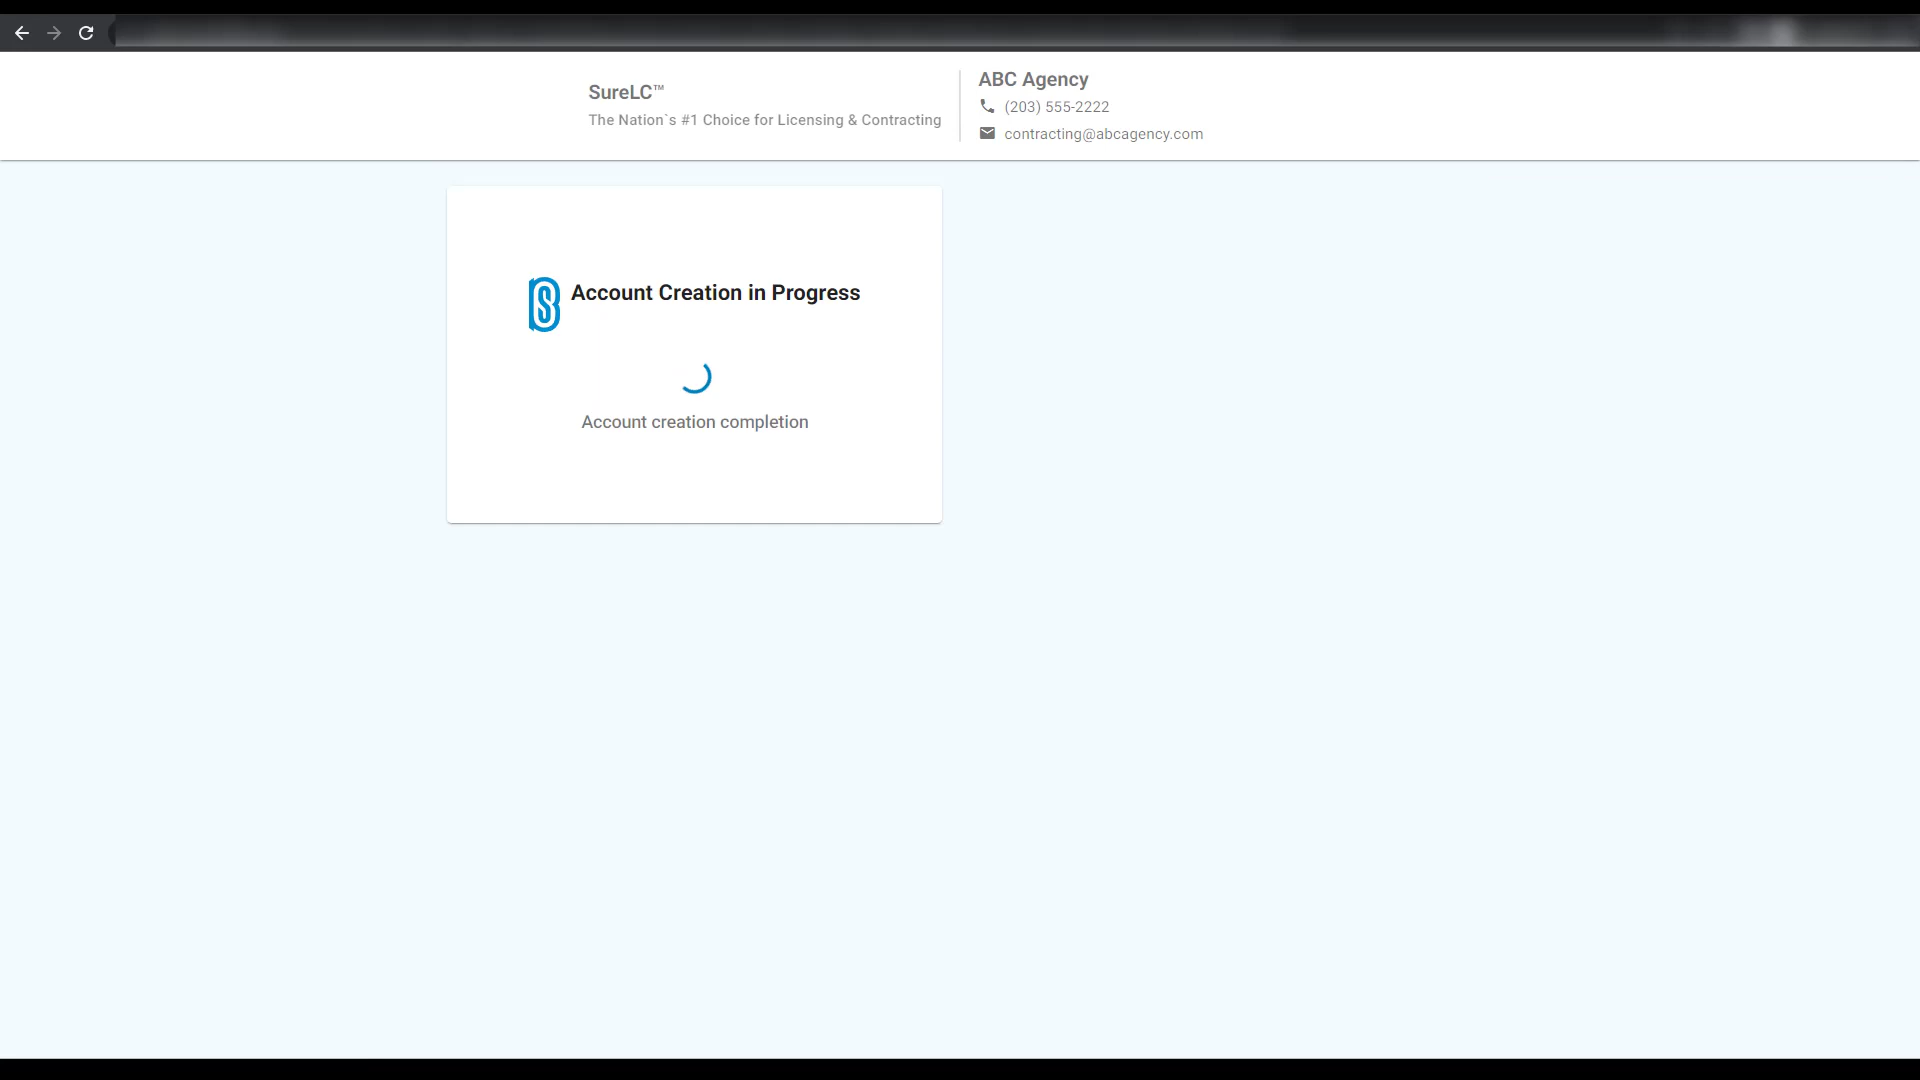 SureLC™
The Nation`s #1 Choice for Licensing & Contracting
ABC Agency
(203) 555-2222
contracting@abcagency.com
Account Creation in Progress
Account creation completion